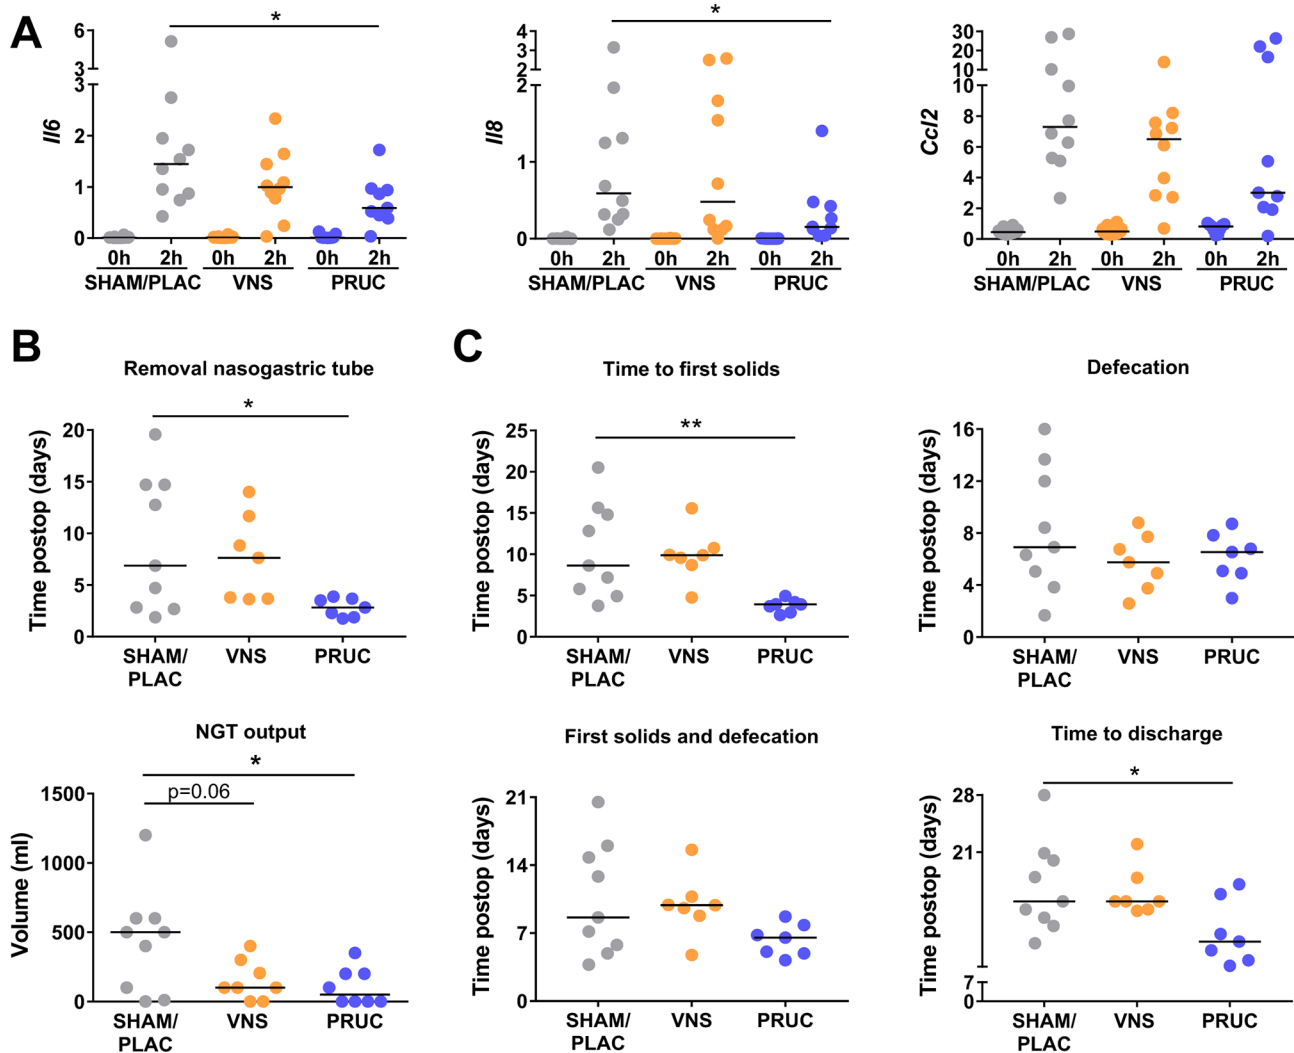 A
*
Il6
6
3
3
2
1
0
0h 2h 0h 2h 0h 2h
SHAM/PLAC VNS PRUC
*
Il8
4
3
2
2
1
0
0h 2h 0h 2h 0h 2h
SHAM/PLAC VNS PRUC
Ccl2
30
20
10
10
8
6
4
2
0
0h 2h 0h 2h 0h 2h
SHAM/PLAC VNS PRUC
B
Removal nasogastric tube
*
Time postop (days)
20
15
10
5
0
SHAM/ VNS PRUC
PLAC
NGT output
*
p=0.06
Volume (ml)
1500
1000
500
0
SHAM/ VNS PRUC
PLAC
C
Time to first solids
**
Time postop (days)
25
20
15
10
5
0
SHAM/ VNS PRUC
PLAC
Defecation
Time postop (days)
16
12
8
4
0
SHAM/ VNS PRUC
PLAC
First solids and defecation
Time postop (days)
21
14
7
0
SHAM/ VNS PRUC
PLAC
Time to discharge
*
Time postop (days)
28
21
7
0
SHAM/ VNS PRUC
PLAC